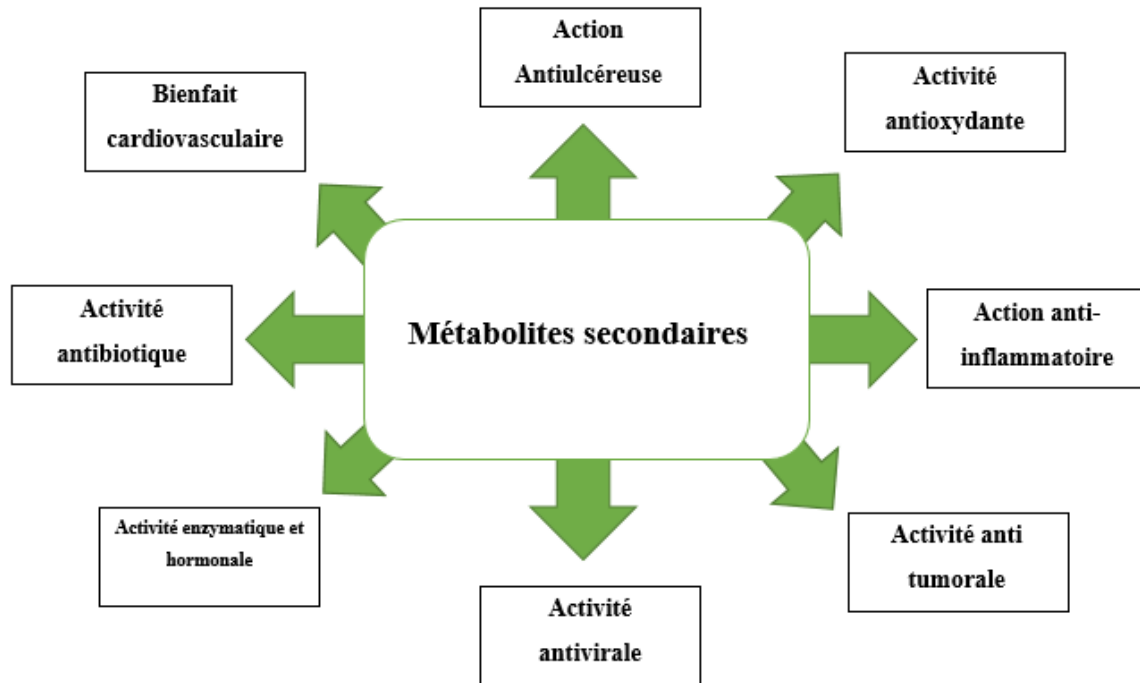 Action
Antiulcéreuse
Bienfait
cardiovasculaire
Activité
antioxydante
Activité
antibiotique
Métabolites secondaires
Action anti-
inflammatoire
Activité enzymatique et
hormonale
Activité
antivirale
Activité anti
tumorale